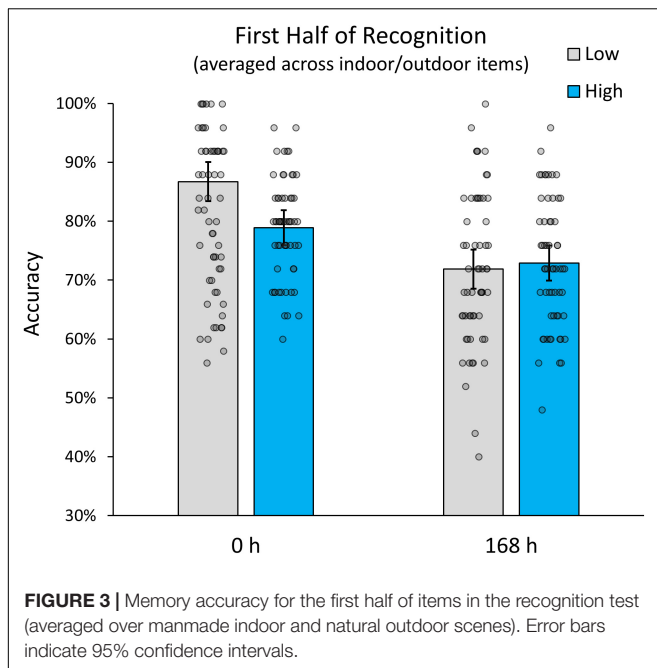 First Half of Recognition
(averaged across indoor/outdoor items)
Low
High
100%
90%
80%
70%
60%
50%
40%
30%
Accuracy
0 h
168 h
FIGURE 3 | Memory accuracy for the first half of items in the recognition test
(averaged over manmade indoor and natural outdoor scenes). Error bars
indicate 95% confidence intervals.